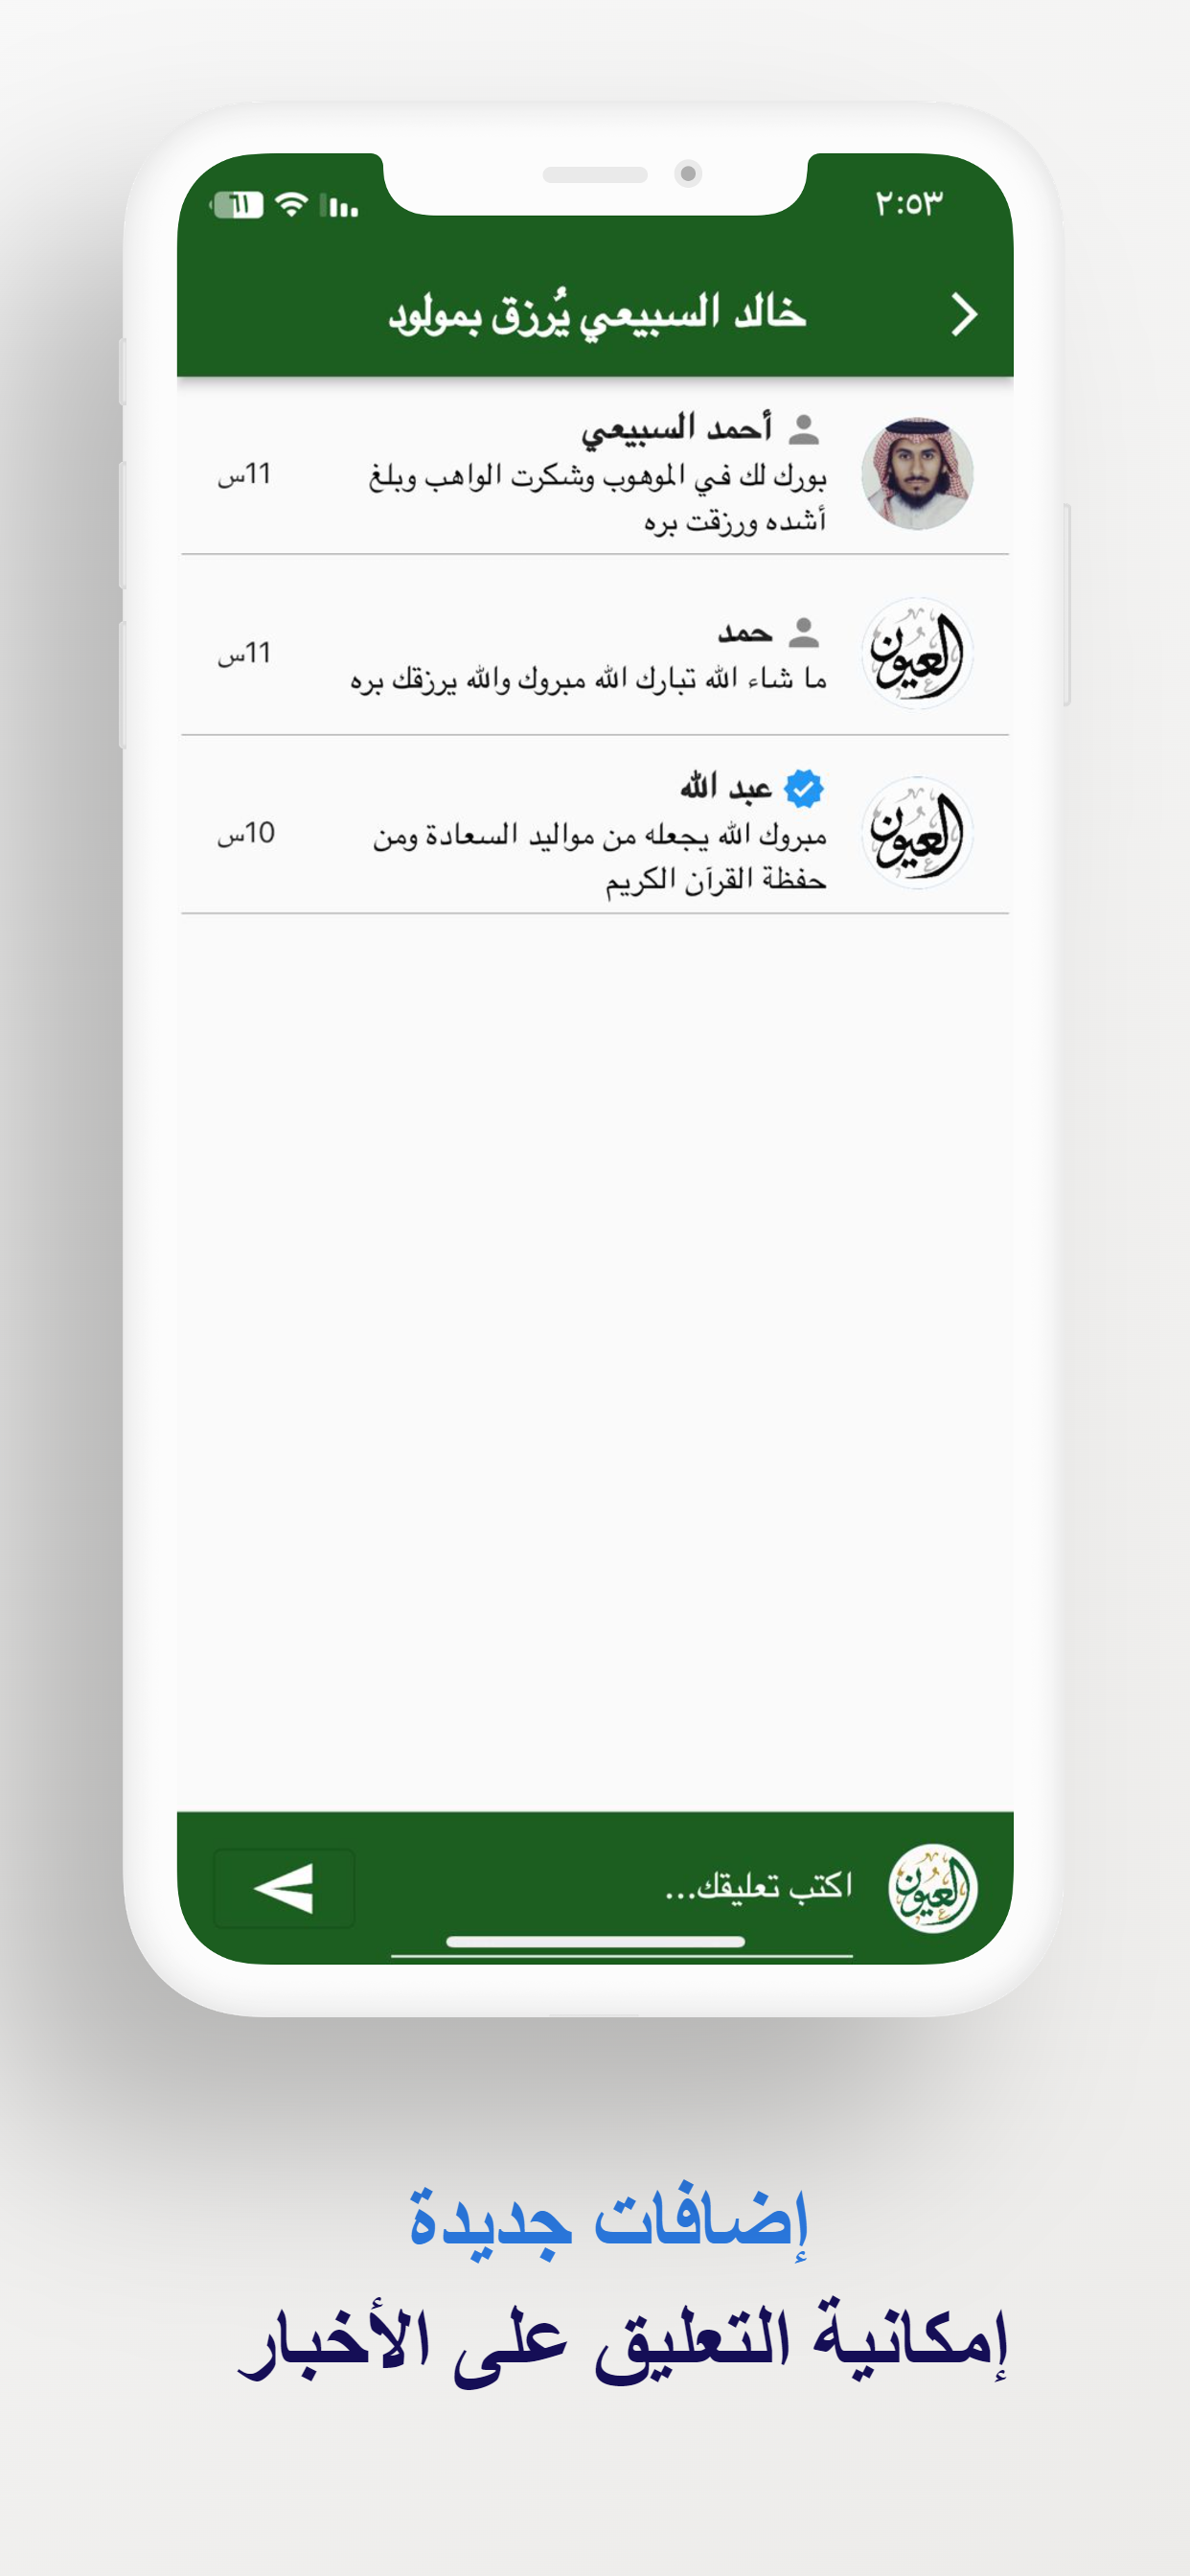 ٢:٥٣
٦١
خالد السبيعي يُرزق بمولود
أحمد السبيعي
بورك لك في الموهوب وشكرت الواهب وبلغ
أشده ورزقت بره
11س
العيون
حمد
ما شاء الله تبارك الله مبروك والله يرزقك بره
11س
العيون
عبد الله
مبروك الله يجعله من مواليد السعادة ومن
حفظة القرآن الكريم
10س
العيون
اكتب تعليقك...
إضافات جديدة
إمكانية التعليق على الأخبار